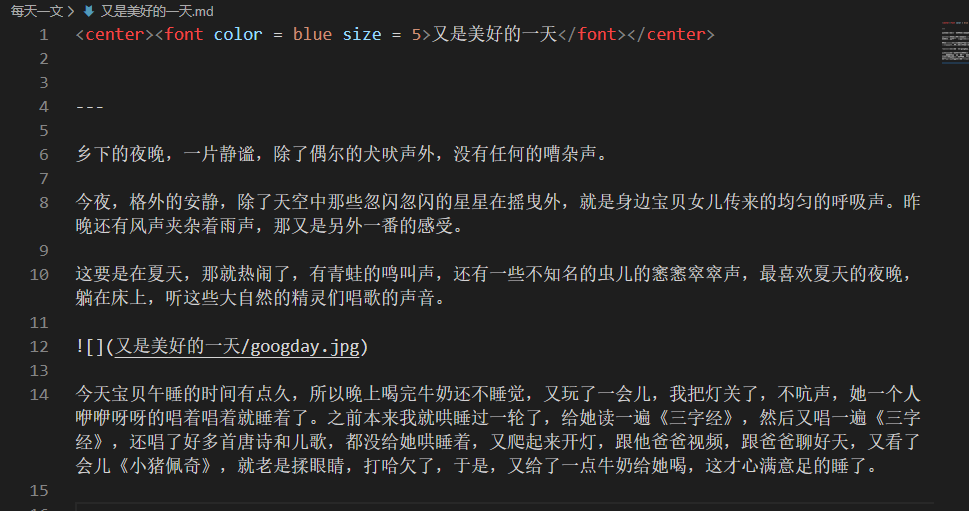 每天一文 > 又是美好的一天.md
1 <center><font color = blue size = 5>又是美好的一天</font></center>
2
3
4 ---
5
6 乡下的夜晚，一片静谧，除了偶尔的犬吠声外，没有任何的嘈杂声。
7
8 今夜，格外的安静，除了天空中那些忽闪忽闪的星星在摇曳外，就是身边宝贝女儿传来的均匀的呼吸声。昨
晚还有风声夹杂着雨声，那又是另外一番的感受。
9
10 这要是在夏天，那就热闹了，有青蛙的鸣叫声，还有一些不知名的虫儿的窸窸窣窣声，最喜欢夏天的夜晚，
躺在床上，听这些大自然的精灵们唱歌的声音。
11
12 ![](又是美好的一天/googday.jpg)
13
14 今天宝贝午睡的时间有点久，所以晚上喝完牛奶还不睡觉，又玩了一会儿，我把灯关了，不吭声，她一个人
咿咿呀呀的唱着唱着就睡着了。之前本来我就哄睡过一轮了，给她读一遍《三字经》，然后又唱一遍《三字
经》，还唱了好多首唐诗和儿歌，都没给她哄睡着，又爬起来开灯，跟他爸爸视频，跟爸爸聊好天，又看了
会儿《小猪佩奇》，就老是揉眼睛，打哈欠了，于是，又给了一点牛奶给她喝，这才心满意足的睡了。
15
16